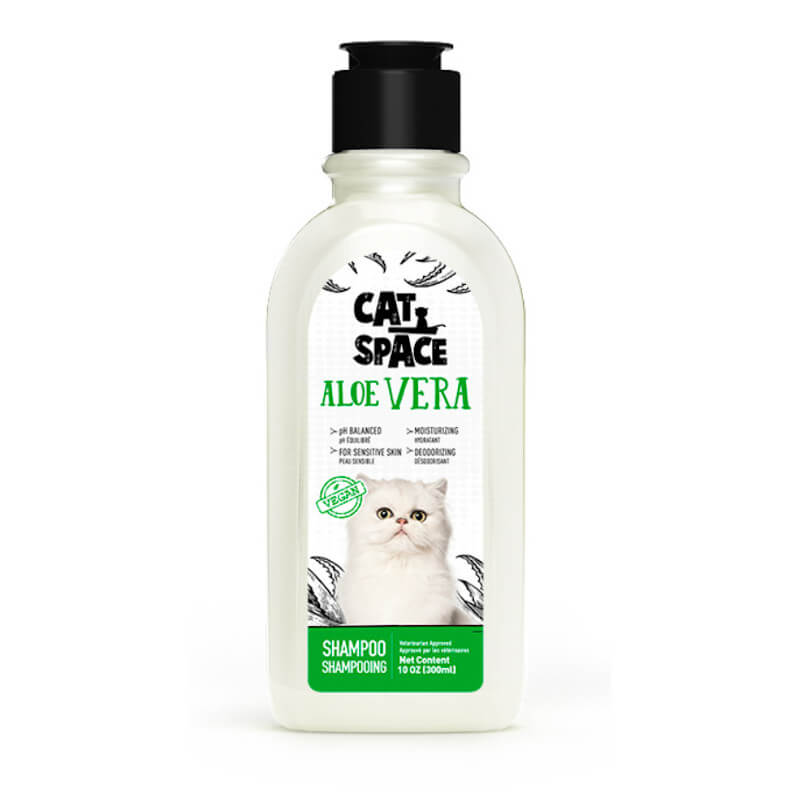 CAT
SPACE
ALOE VERA
pH BALANCED
pH ÉQUILIBRÉ
FOR SENSITIVE SKIN
PEAU SENSIBLE
MOISTURIZING
HYDRATANT
DEODORIZING
DÉSODORISANT
VEGAN
SHAMPOO
SHAMPOOING
Veterinarian Approved
Approuvé par les vétérinaires
Net Content
10 OZ (300ml)